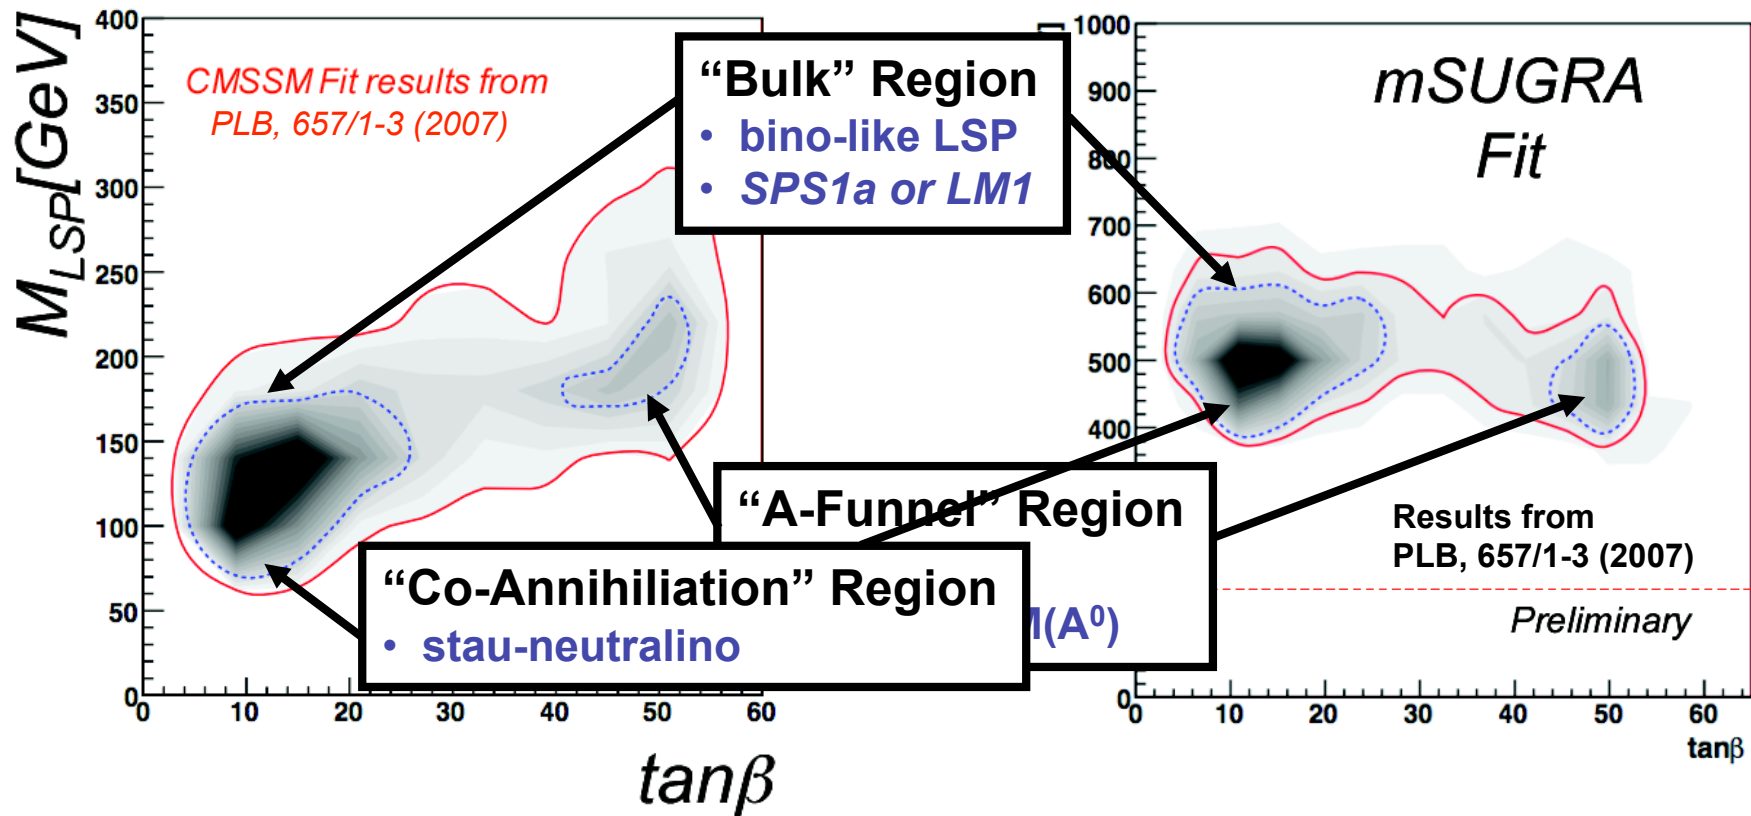 M_LSP[GeV]
400
350
300
250
200
150
100
50
0
0 10 20 30 40 50 60
tanβ
CMSSM Fit results from
PLB, 657/1-3 (2007)
“Bulk” Region
• bino-like LSP
• SPS1a or LM1
“A-Funnel” Region
(A⁰)
“Co-Annihiliation” Region
• stau-neutralino
]
1000
900
800
700
600
500
400
0
0 10 20 30 40 50 60
tanβ
mSUGRA
Fit
Results from
PLB, 657/1-3 (2007)
Preliminary